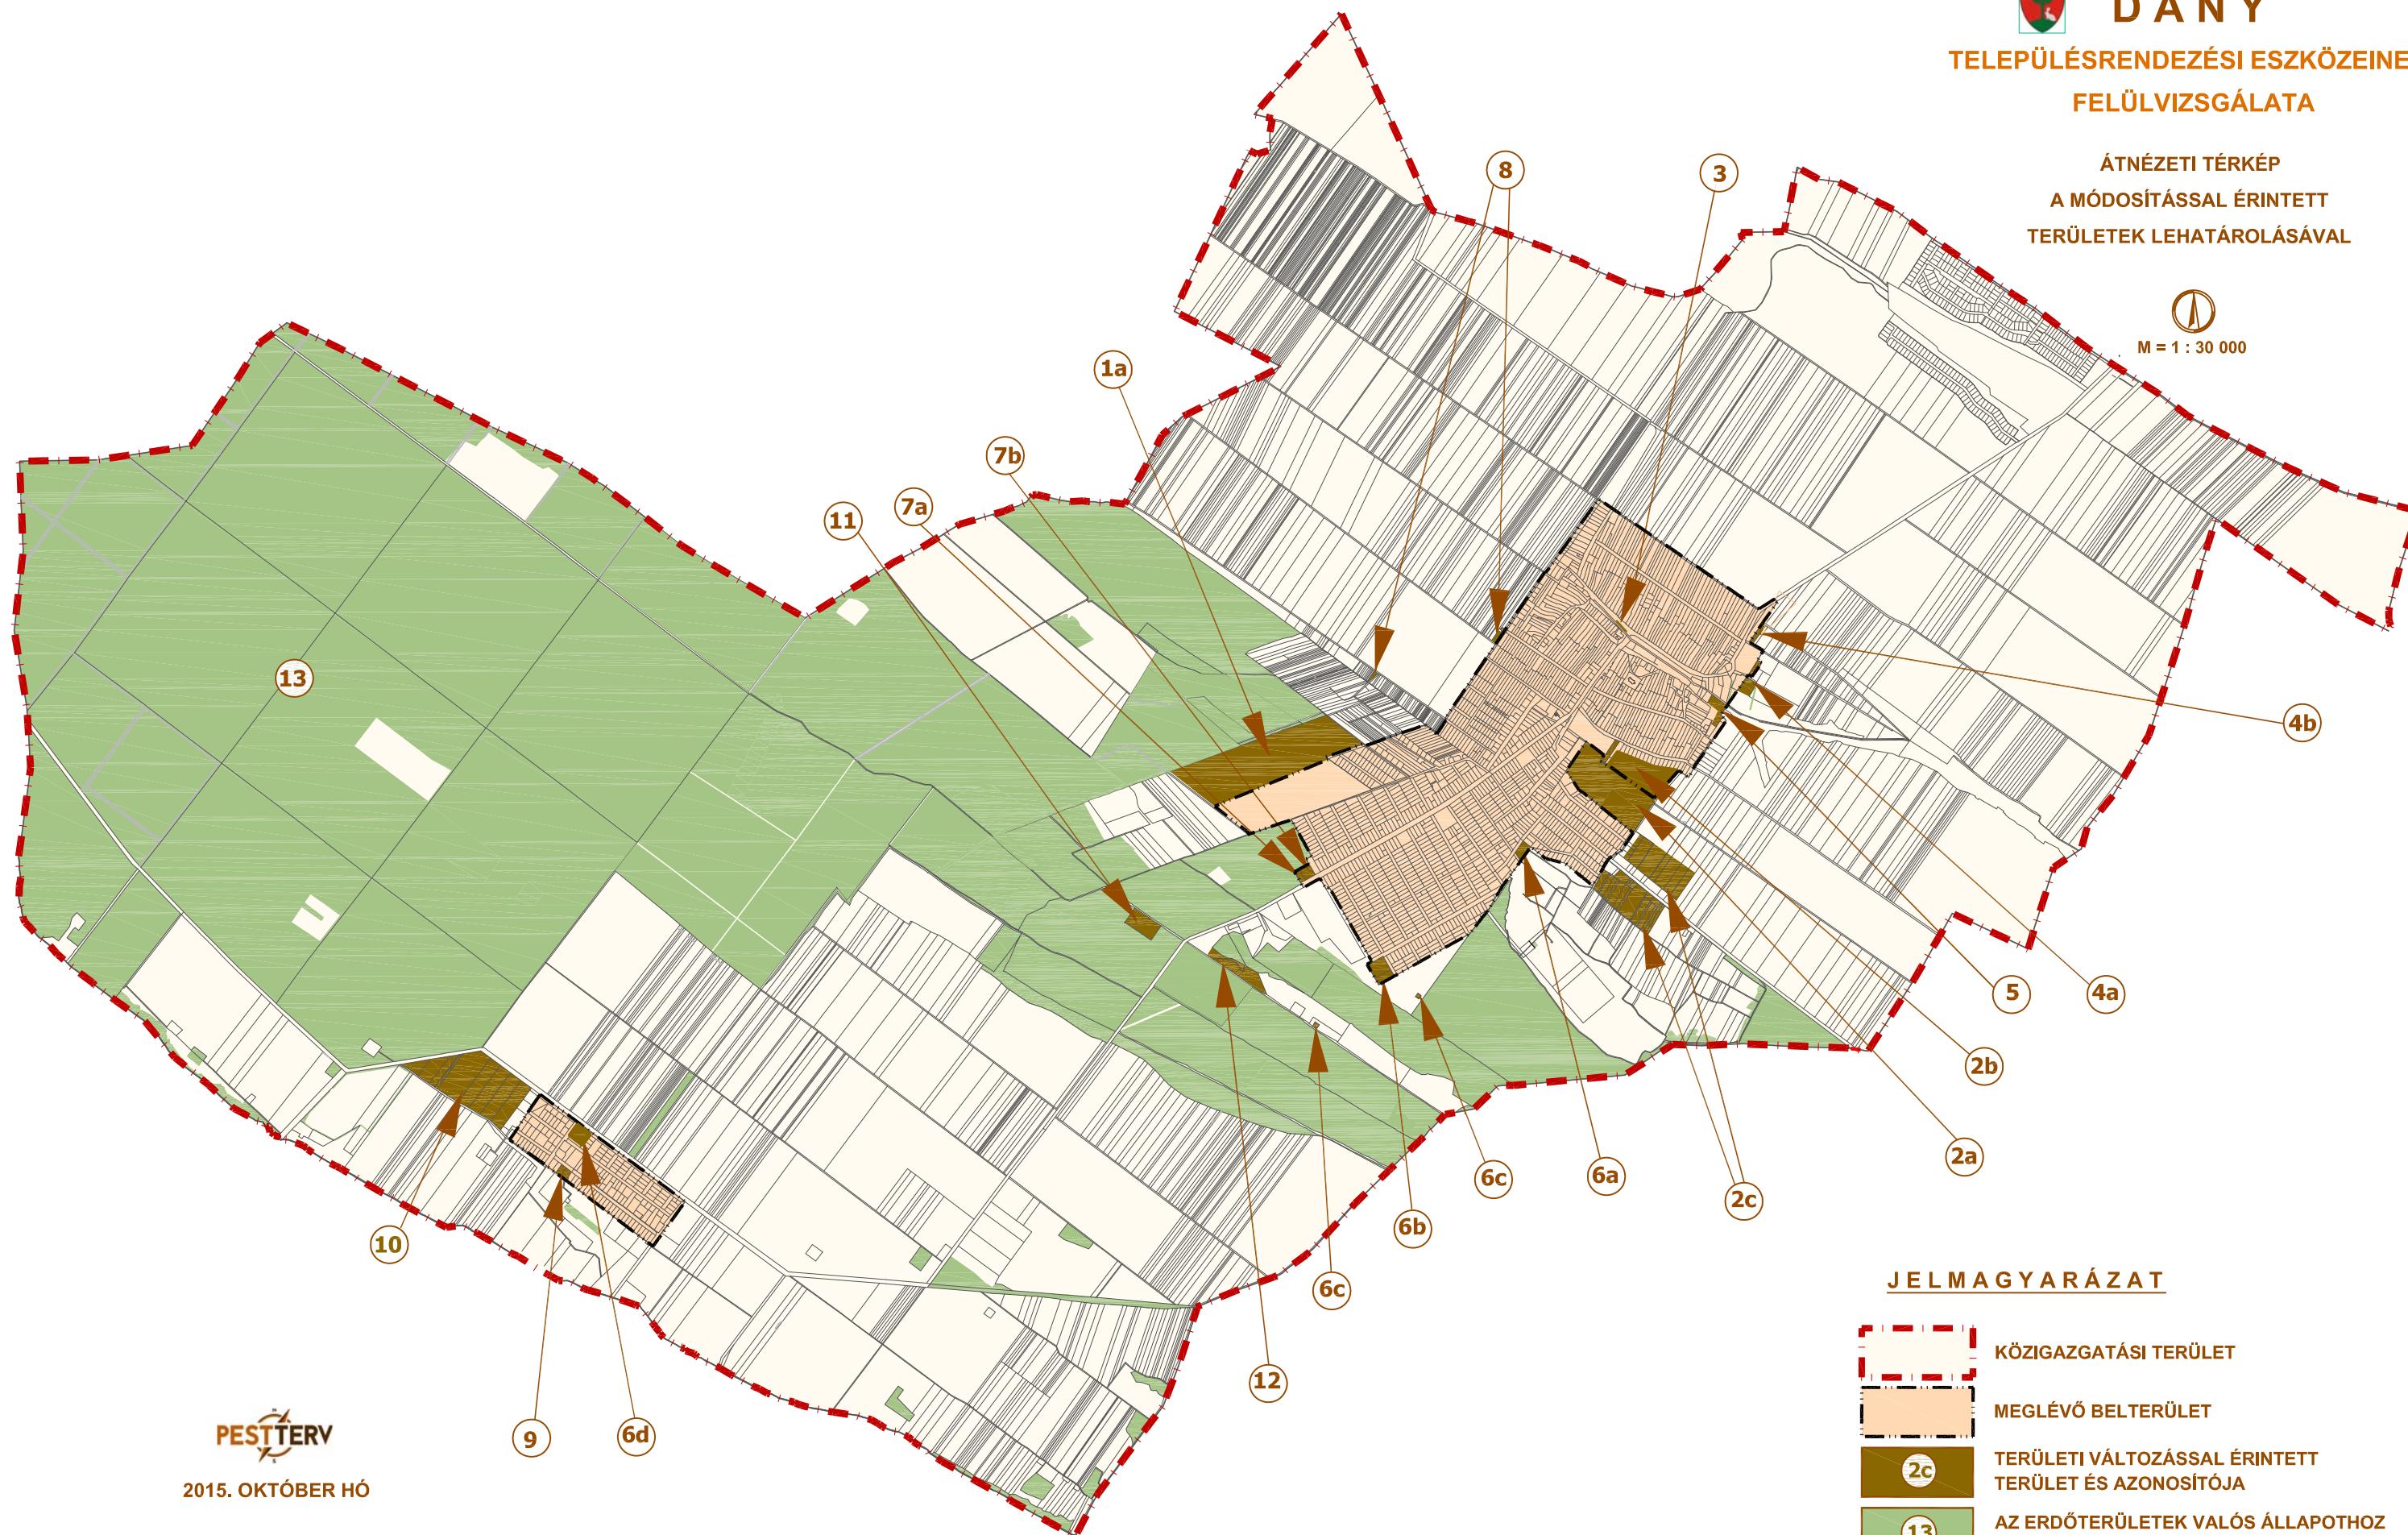 DÁNY
TELEPÜLÉSRENDEZÉSI ESZKÖZEINE
FELÜLVIZSGÁLATA
ÁTNÉZETI TÉRKÉP
A MÓDOSÍTÁSSAL ÉRINTETT
TERÜLETEK LEHATÁROLÁSÁVAL
M = 1 : 30 000
8
3
1a
7b
7a
11
13
4b
5
4a
2b
2a
6c
6a
2c
6b
10
6c
12
9
6d
JELMAGYARÁZAT
KÖZIGAZGATÁSI TERÜLET
MEGLÉVŐ BELTERÜLET
2c
TERÜLETI VÁLTOZÁSSAL ÉRINTETT
TERÜLET ÉS AZONOSÍTÓJA
13
AZ ERDŐTERÜLETEK VALÓS ÁLLAPOTHOZ
PESTTERV
2015. OKTÓBER HÓ